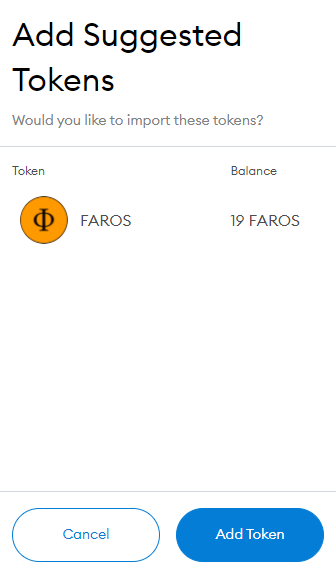 Add Suggested
Tokens
Would you like to import these tokens?
Token Balance
Φ FAROS 19 FAROS
Cancel Add Token